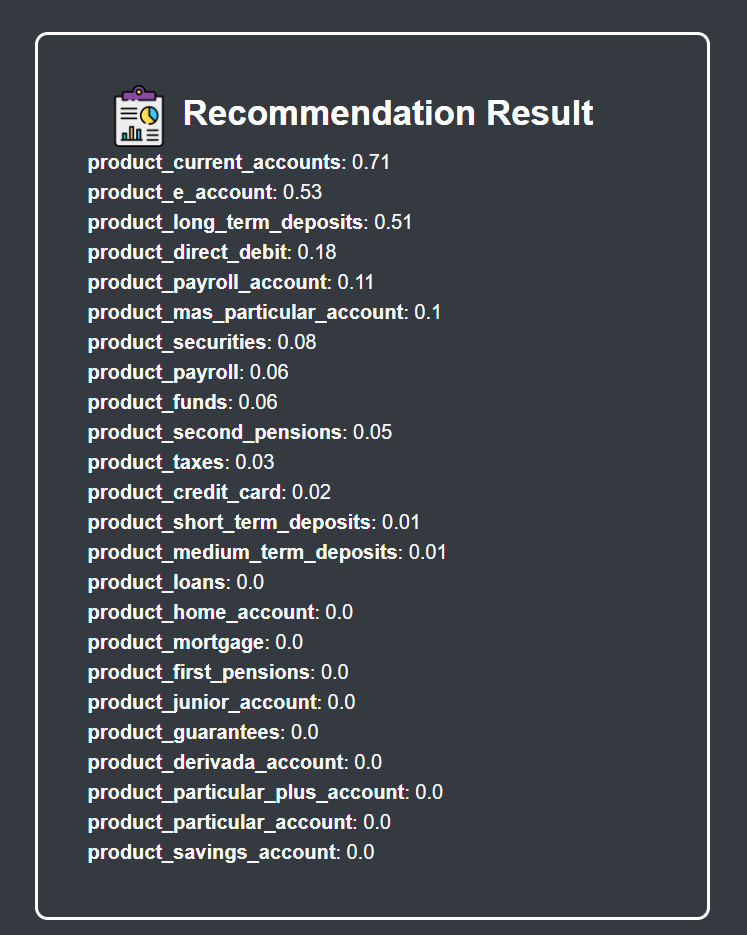 Recommendation Result
product_current_accounts: 0.71
product_e_account: 0.53
product_long_term_deposits: 0.51
product_direct_debit: 0.18
product_payroll_account: 0.11
product_mas_particular_account: 0.1
product_securities: 0.08
product_payroll: 0.06
product_funds: 0.06
product_second_pensions: 0.05
product_taxes: 0.03
product_credit_card: 0.02
product_short_term_deposits: 0.01
product_medium_term_deposits: 0.01
product_loans: 0.0
product_home_account: 0.0
product_mortgage: 0.0
product_first_pensions: 0.0
product_junior_account: 0.0
product_guarantees: 0.0
product_derivada_account: 0.0
product_particular_plus_account: 0.0
product_particular_account: 0.0
product_savings_account: 0.0